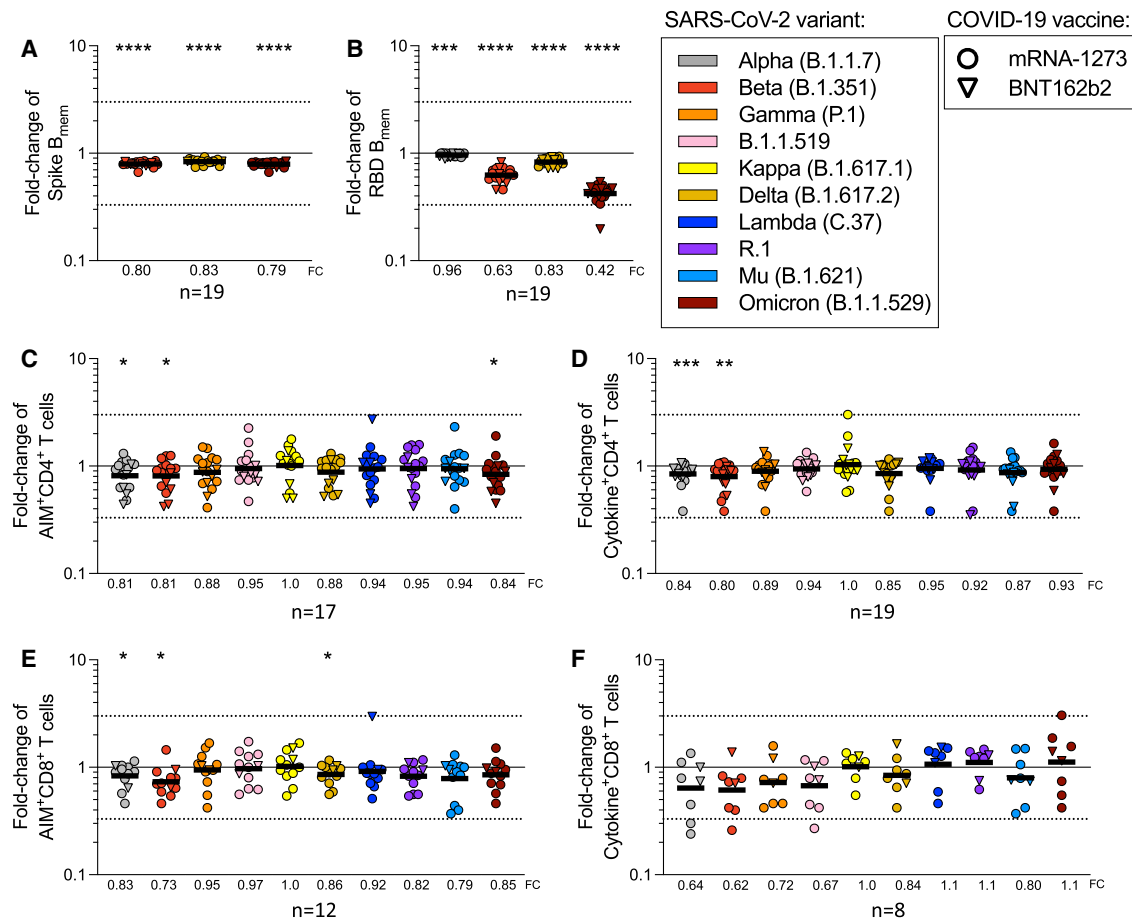 SARS-CoV-2 variant:
Alpha (B.1.1.7)
Beta (B.1.351)
Gamma (P.1)
B.1.1.519
Kappa (B.1.617.1)
Delta (B.1.617.2)
Lambda (C.37)
R.1
Mu (B.1.621)
Omicron (B.1.1.529)
COVID-19 vaccine:
mRNA-1273
BNT162b2
A
Fold-change of
Spike Bmem
10
1
0.1
**** **** ****
0.80 0.83 0.79 FC
n=19
B
Fold-change of
RBD Bmem
10
1
0.1
*** **** **** ****
0.96 0.63 0.83 0.42 FC
n=19
C
Fold-change of
AIM+CD4+ T cells
10
1
0.1
* * *
0.81 0.81 0.88 0.95 1.0 0.88 0.94 0.95 0.94 0.84 FC
n=17
D
Fold-change of
Cytokine+CD4+ T cells
10
1
0.1
*** **
0.84 0.80 0.89 0.94 1.0 0.85 0.95 0.92 0.87 0.93 FC
n=19
E
Fold-change of
AIM+CD8+ T cells
10
1
0.1
* * *
0.83 0.73 0.95 0.97 1.0 0.86 0.92 0.82 0.79 0.85 FC
n=12
F
Fold-change of
Cytokine+CD8+ T cells
10
1
0.1
0.64 0.62 0.72 0.67 1.0 0.84 1.1 1.1 0.80 1.1 FC
n=8